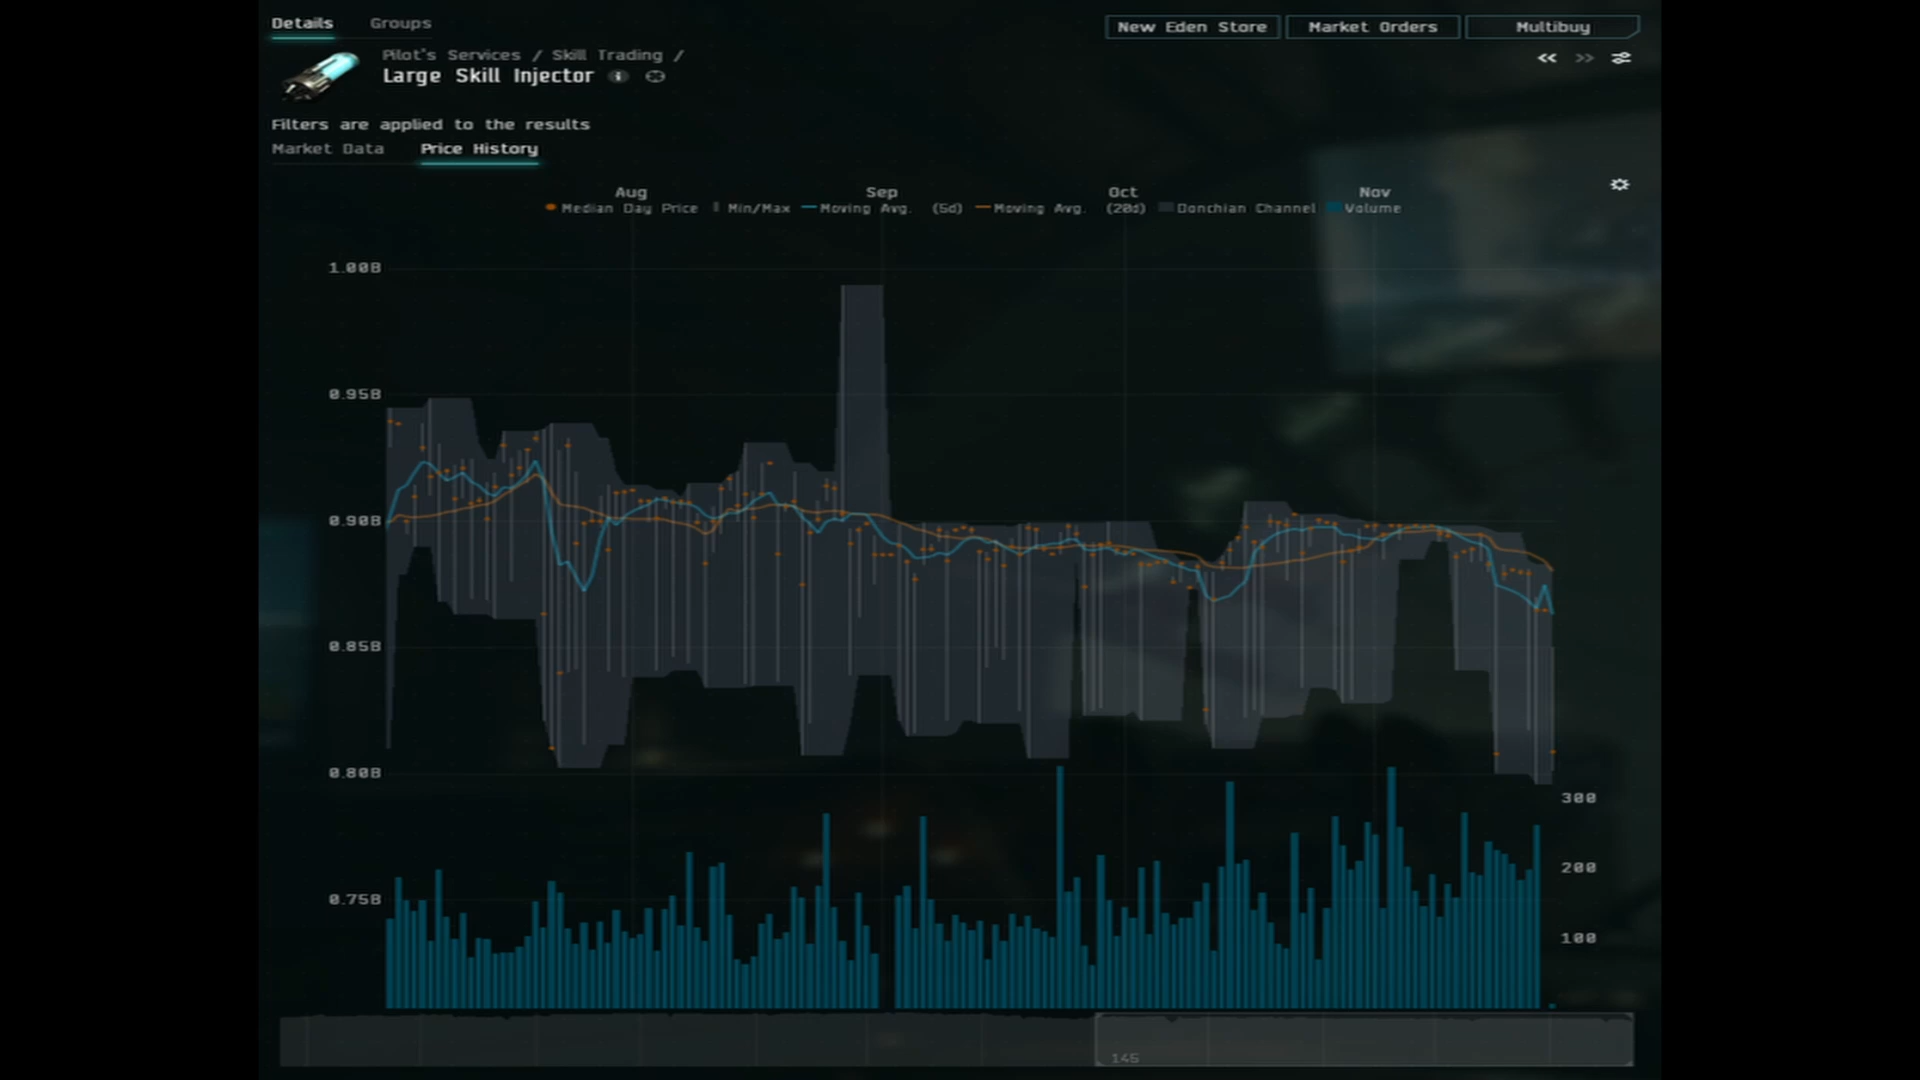 Details Groups
New Eden Store Market Orders Multibuy
Pilot's Services / Skill Trading /
Large Skill Injector
Filters are applied to the results
Market Data Price History
Aug Sep Oct Nov
Median Day Price Min/Max Moving Avg. (5d) Moving Avg. (20d) Donchian Channel Volume
1.00B
0.95B
0.90B
0.85B
0.80B
300
200
0.75B
100
145